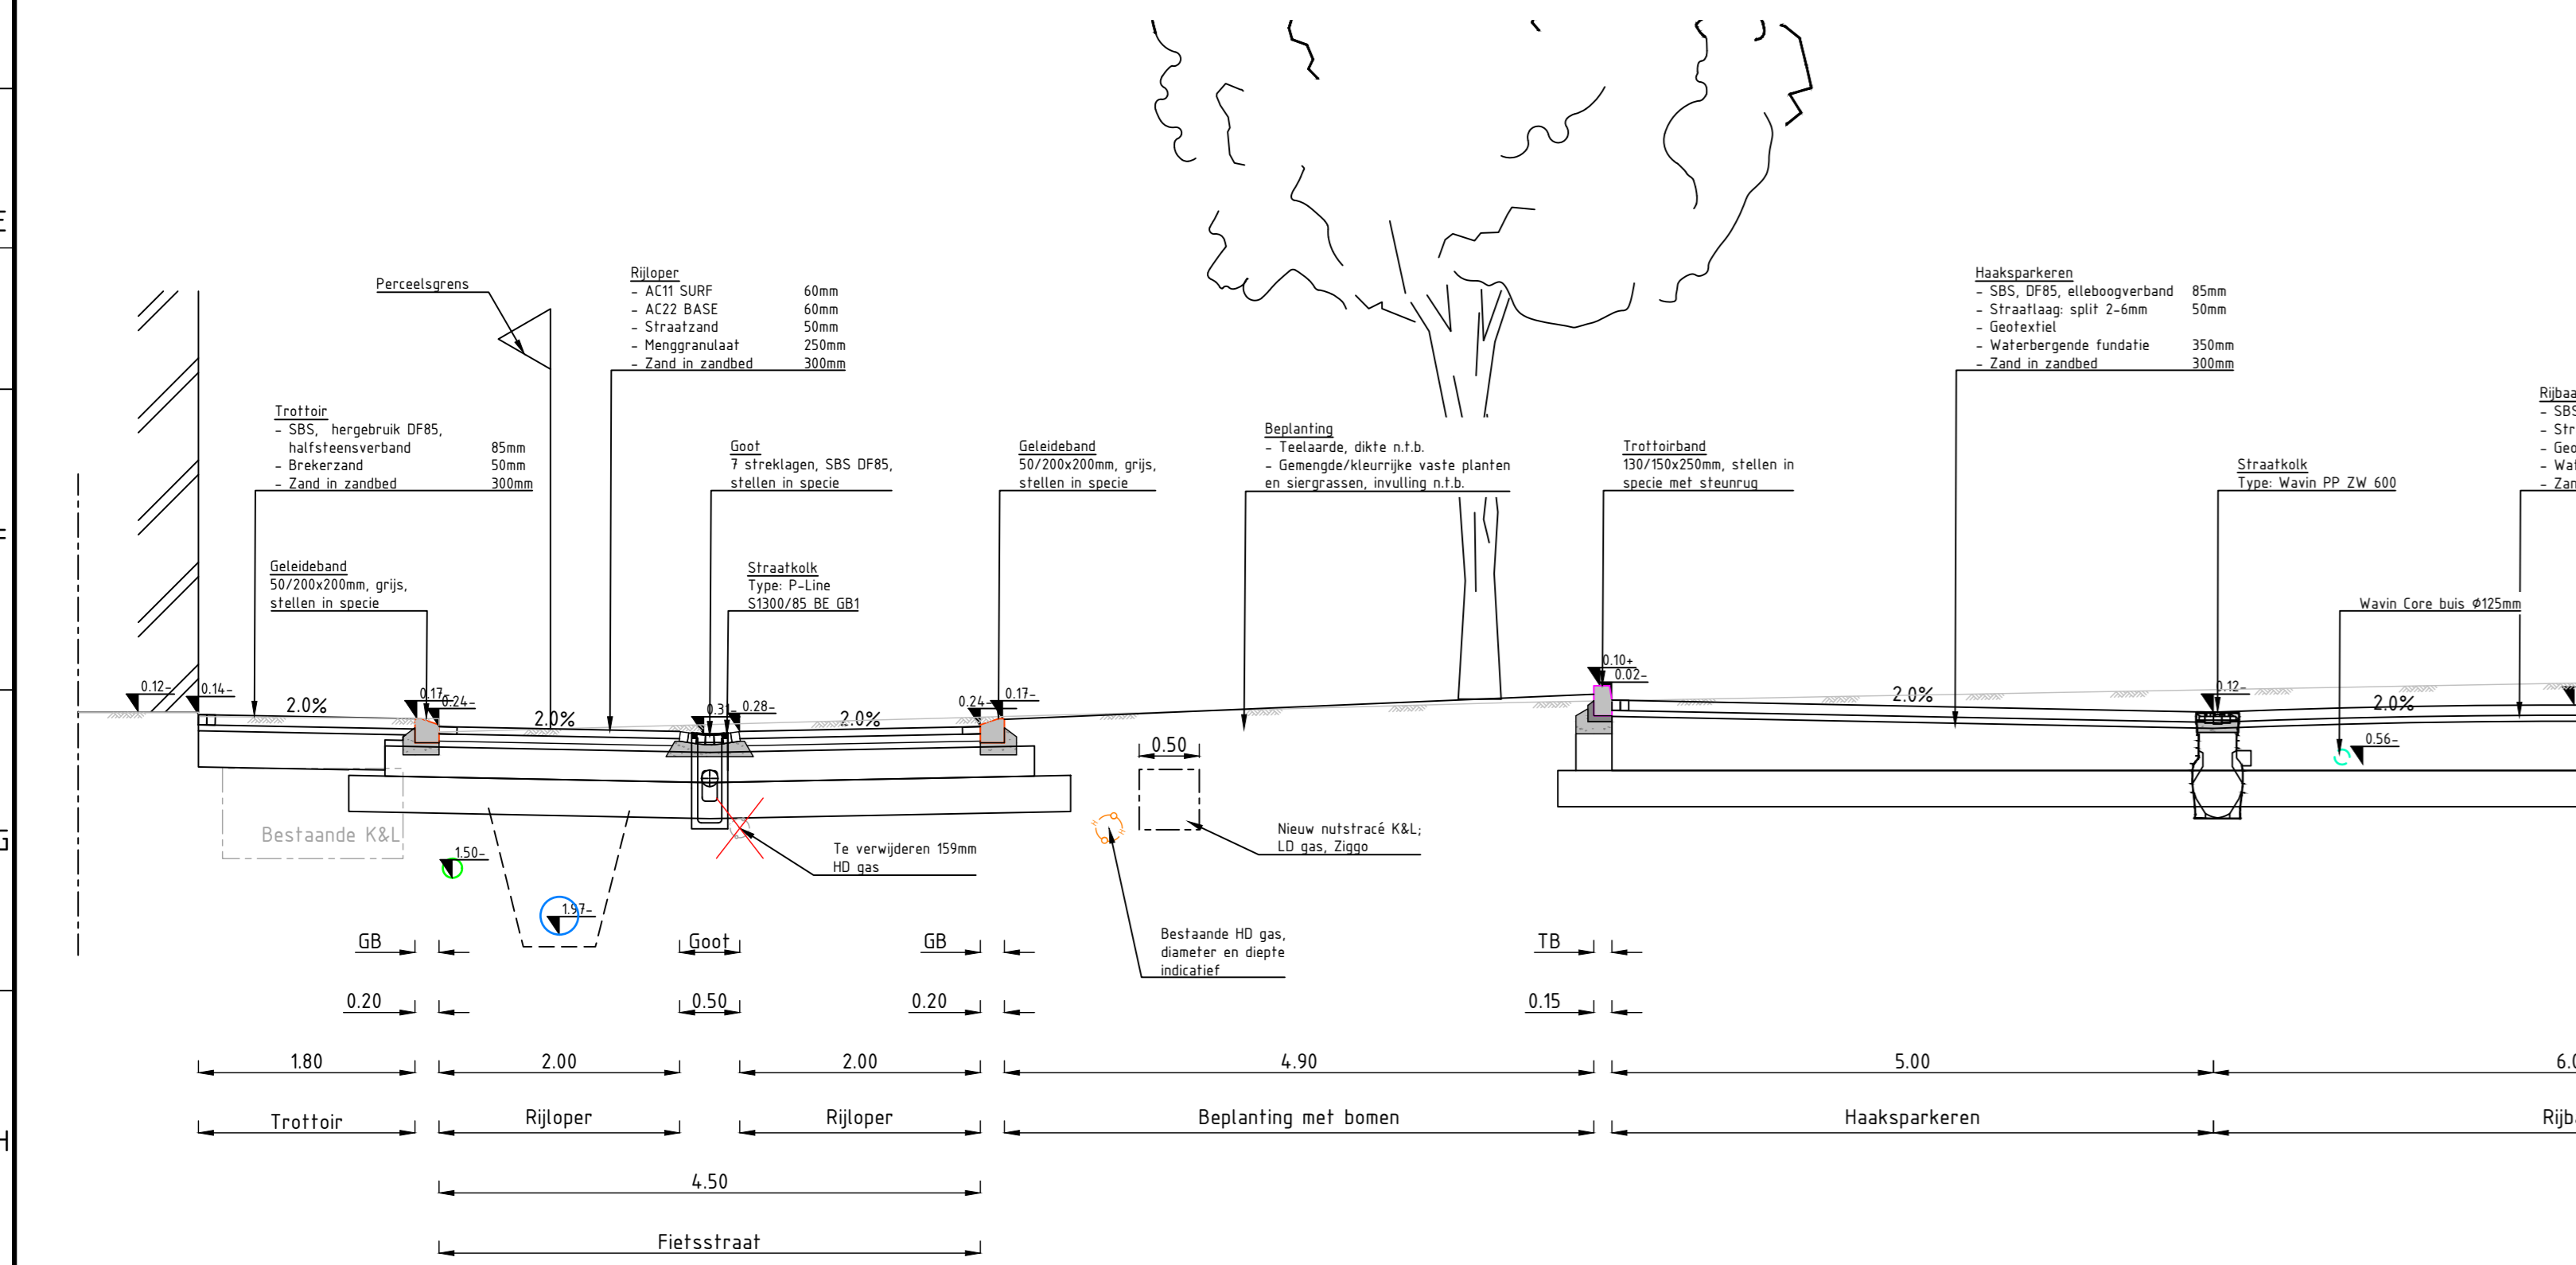 Perceelsgrens
Rijloper
- AC11 SURF 60mm
- AC22 BASE 60mm
- Straatzand 50mm
- Menggranulaat 250mm
- Zand in zandbed 300mm
Haaksparkeren
- SBS, DF85, elleboogverband 85mm
- Straatlaag: split 2-6mm 50mm
- Geotextiel
- Waterbergende fundatie 350mm
- Zand in zandbed 300mm
Trottoir
- SBS, hergebruik DF85,
halfsteensverband 85mm
- Brekerzand 50mm
- Zand in zandbed 300mm
Goot
7 streklagen, SBS DF85,
stellen in specie
Geleideband
50/200x200mm, grijs,
stellen in specie
Beplanting
- Teelaarde, dikte n.t.b.
- Gemengde/kleurrijke vaste planten
en siergrassen, invulling n.t.b.
Trottoirband
130/150x250mm, stellen in
specie met steunrug
Straatkolk
Type: Wavin PP ZW 600
- SBS
Geleideband
50/200x200mm, grijs,
stellen in specie
Straatkolk
Type: P-Line
S1300/85 BE GB1
Wavin Core buis Ø125mm
0.12- 0.14- 2.0% 0.17- 0.24- 2.0% 0.31- 0.28- 2.0% 0.24- 0.17- 0.10+ 0.02- 2.0% 0.12- 2.0%
0.56-
0.50
Bestaande K&L
1.50-
1.97-
Te verwijderen 159mm
HD gas
Nieuw nutstracé K&L;
LD gas, Ziggo
Bestaande HD gas,
diameter en diepte
indicatief
GB Goot GB TB
0.20 0.50 0.20 0.15
1.80 2.00 2.00 4.90 5.00
Trottoir Rijloper Rijloper Beplanting met bomen Haaksparkeren
4.50
Fietsstraat